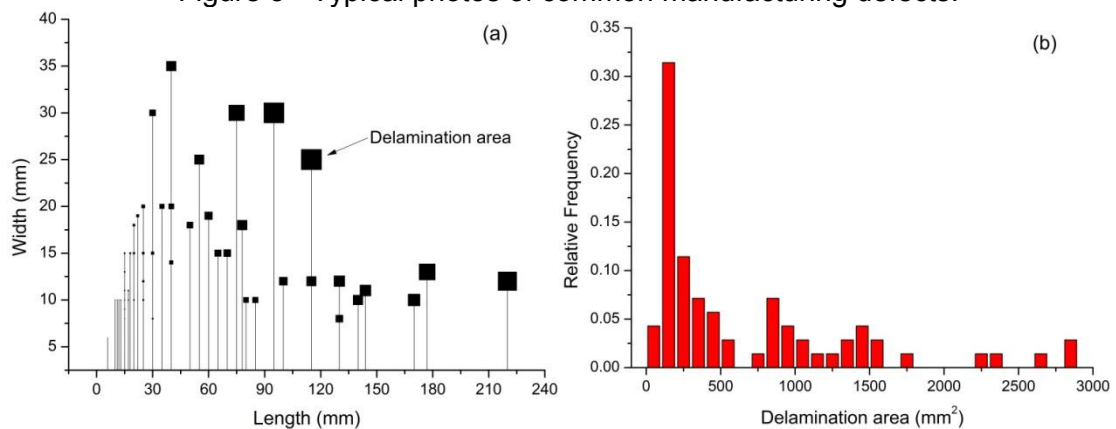 Figure Typical photos of common manufacturing defects.
(a)
Width (mm)
40
35
30
25
20
15
10
5
Delamination area
0 30 60 90 120 150 180 210 240
Length (mm)
(b)
Relative Frequency
0.35
0.30
0.25
0.20
0.15
0.10
0.05
0.00
0 500 1000 1500 2000 2500 3000
Delamination area (mm²)